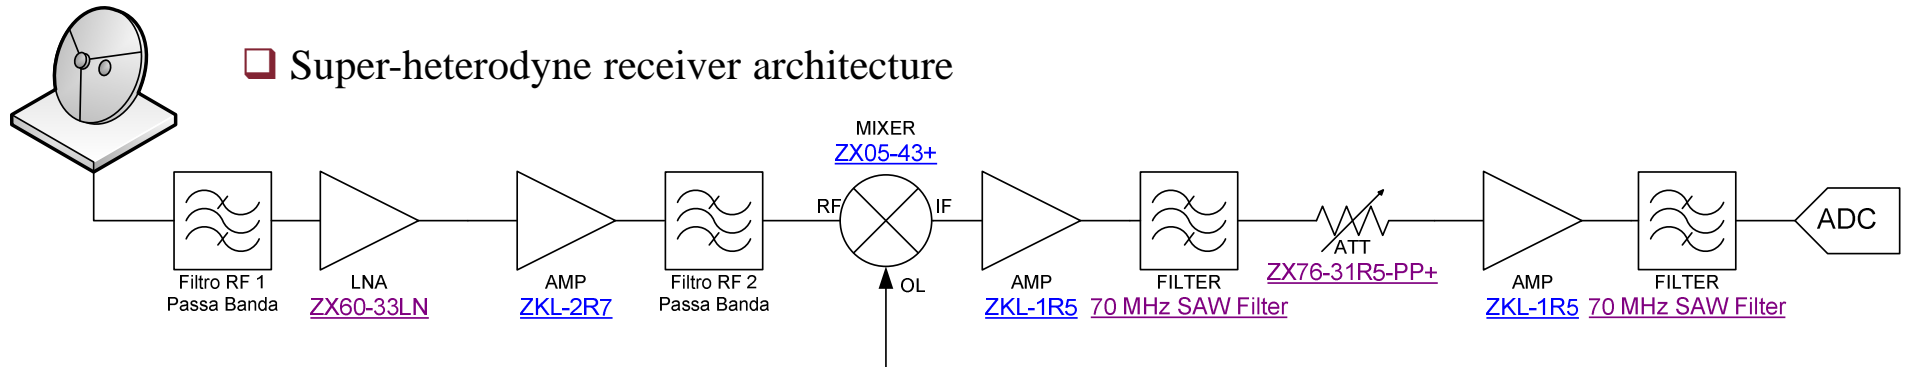 Super-heterodyne receiver architecture
MIXER
ZX05-43+
RF
IF
OL
Filtro RF 1
Passa Banda
LNA
ZX60-33LN
AMP
ZKL-2R7
Filtro RF 2
Passa Banda
AMP
ZKL-1R5
FILTER
70 MHz SAW Filter
ATT
ZX76-31R5-PP+
AMP
ZKL-1R5
FILTER
70 MHz SAW Filter
ADC